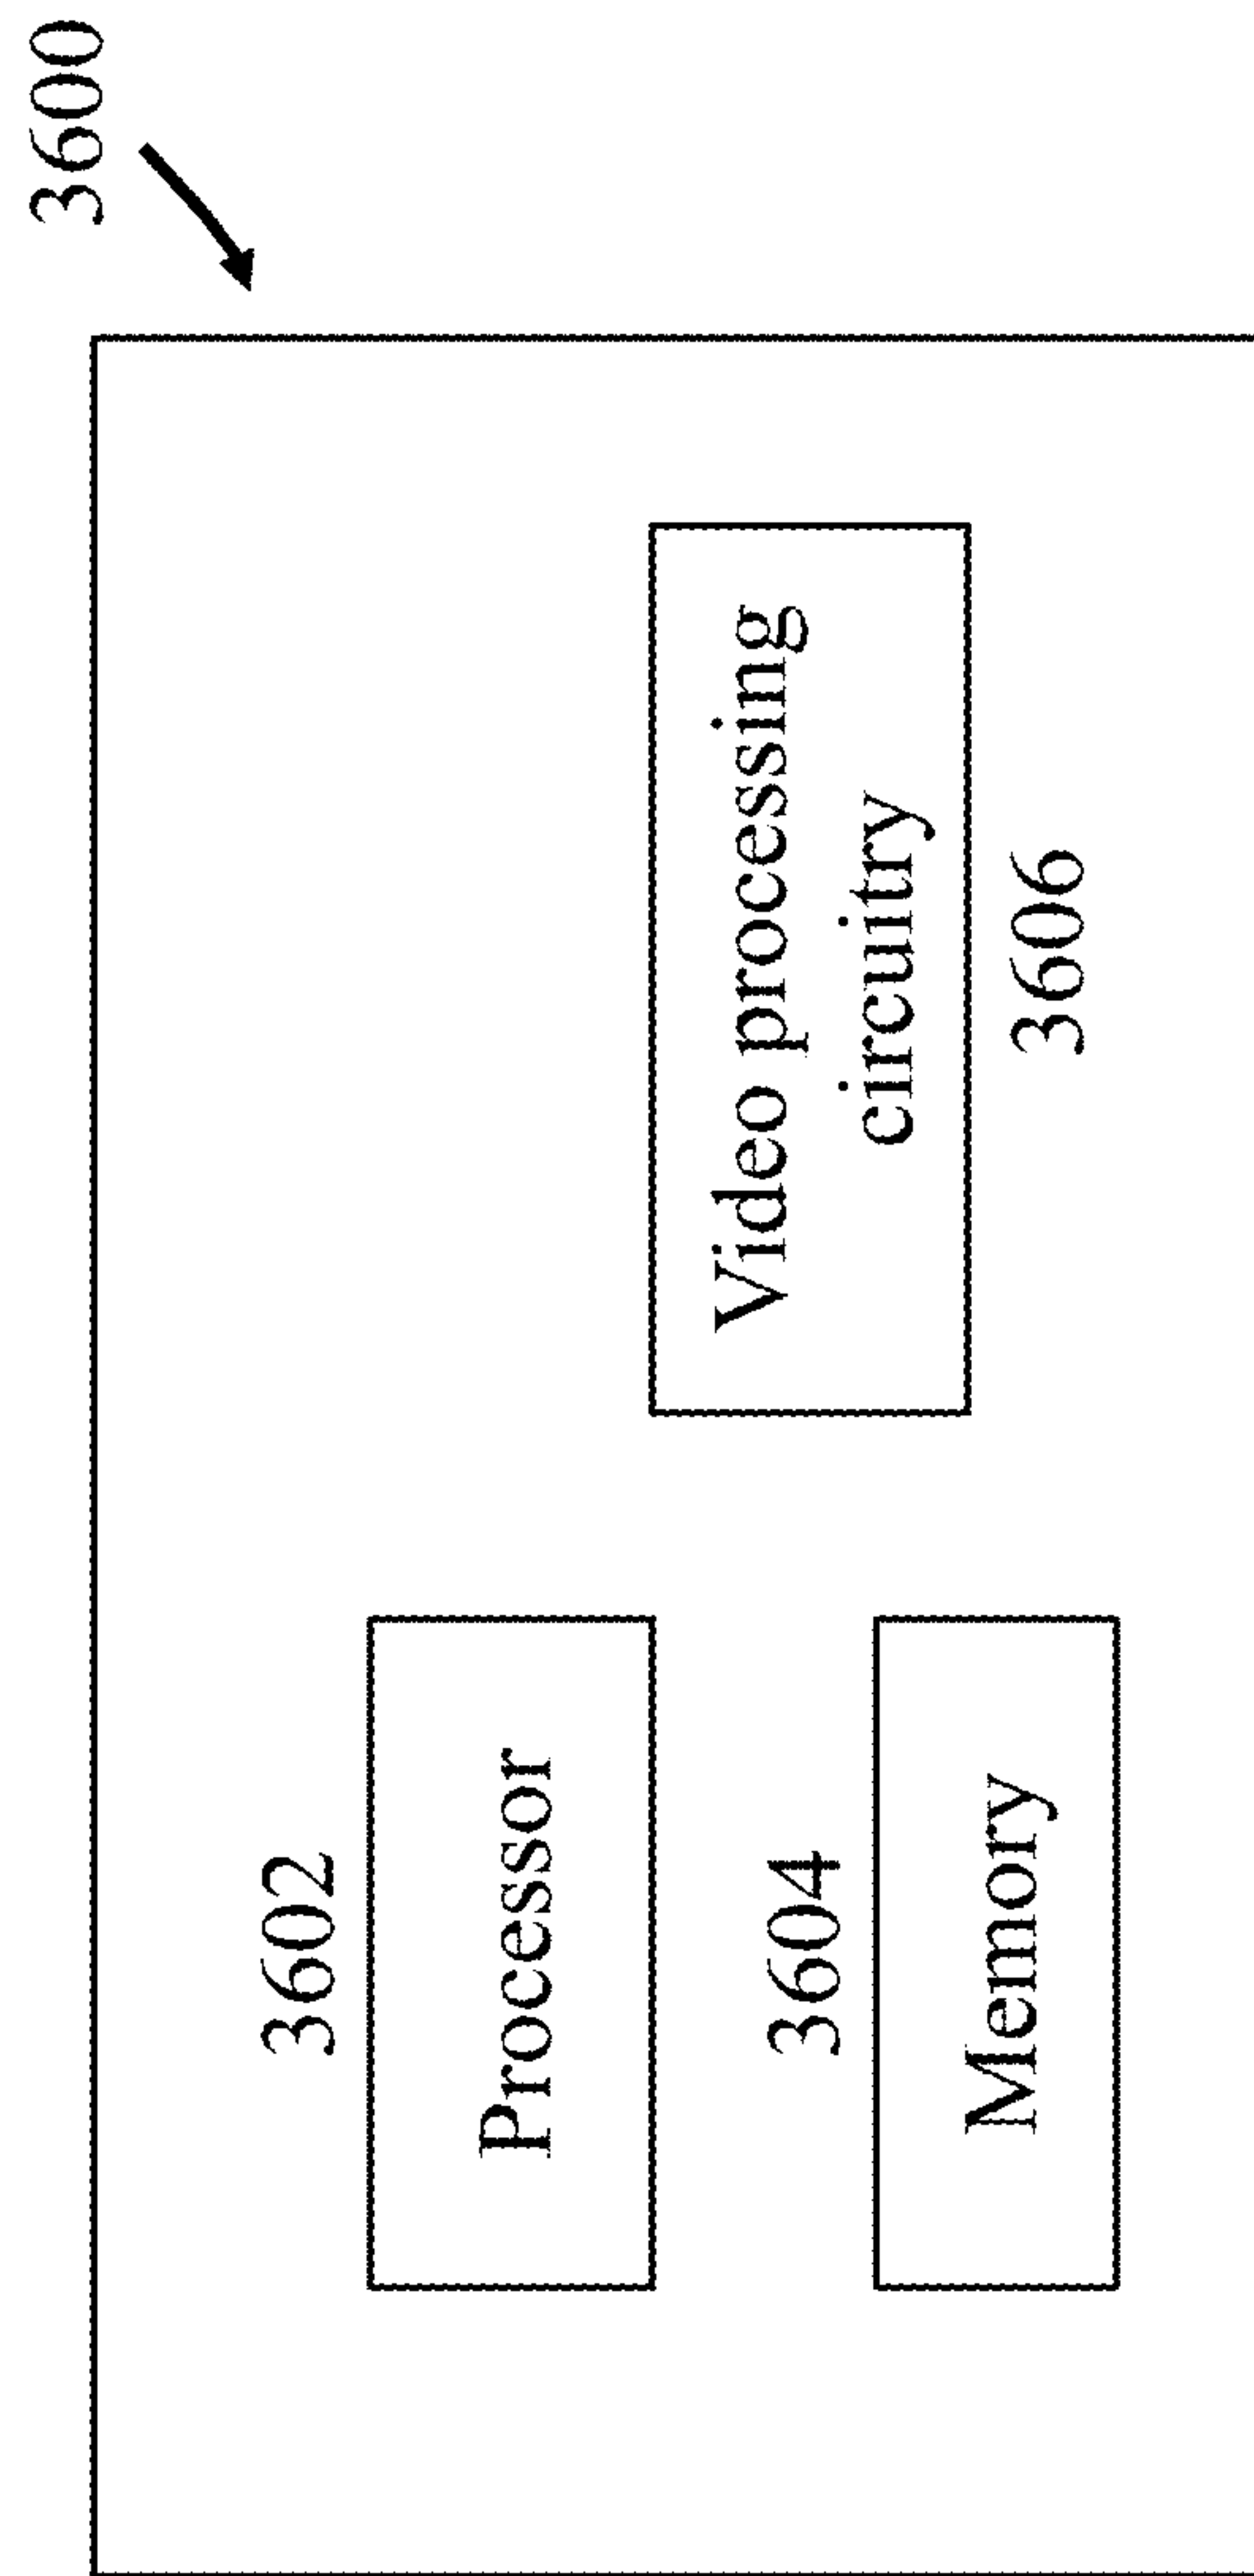 3600
3602
Processor
3604
Memory
Video processing
circuitry
3606